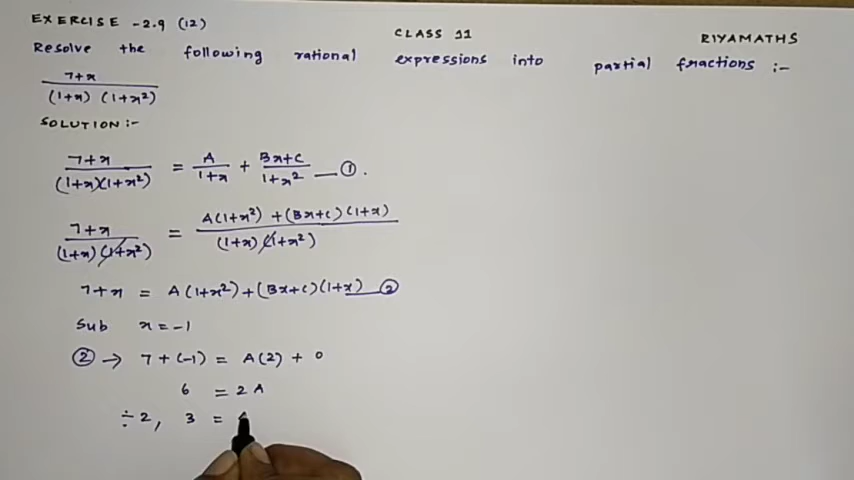 EXERCISE - 2.9 (12)
CLASS 11
RIYAMATHS
Resolve the following rational expressions into partial fractions :-
7+x
(1+x) (1+x²)
SOLUTION :-
7+x / (1+x)(1+x²) = A / 1+x + Bx+C / 1+x² — ①.
7+x / (1+x)(1+x²) = A(1+x²) + (Bx+C)(1+x) / (1+x)(1+x²)
7+x = A(1+x²)+(Bx+C)(1+x) — ②
Sub x = -1
② → 7+(-1) = A(2) + 0
6 = 2A
÷2, 3 =